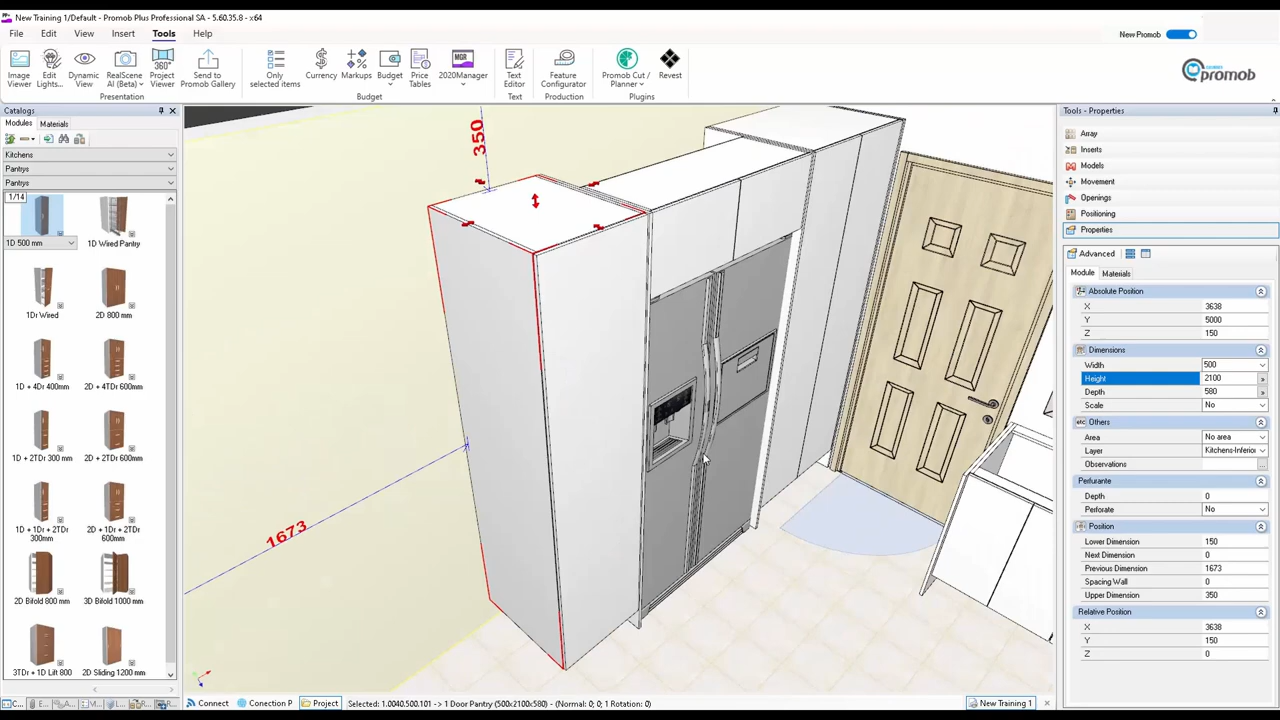 New Training 1/Default - Promob Plus Professional SA - 5.60.35.8 - x64
File Edit View Insert Tools Help
New Promob
promob
Image Viewer
Edit Lights...
Dynamic View
RealScene AI (Beta)
Project Viewer
Send to Promob Gallery
Presentation
Only selected items
Currency
Markups
Budget
Price Tables
2020Manager
Budget
Text Editor
Text
Feature Configurator
Production
Promob Cut / Planner
Revest
Plugins
Catalogs
Modules Materials
Kitchens
Pantrys
Pantrys
1/14
1D 500 mm
1D Wired Pantry
1Dr Wired
2D 800 mm
1D + 4Dr 400mm
2D + 4TDr 600mm
1D + 2TDr 300 mm
2D + 2TDr 600mm
1D + 1Dr + 2TDr 300mm
2D + 1Dr + 2TDr 600mm
2D Bifold 800 mm
3D Bifold 1000 mm
3TDr + 1D Lift 800
2D Sliding 1200 mm
350
1673
Tools - Properties
Array
Inserts
Models
Movement
Openings
Positioning
Properties
Advanced
Module Materials
Absolute Position
X 3638
Y 5000
Z 150
Dimensions
Width 500
Height 2100
Depth 580
Scale No
Others
Area No area
Layer Kitchens-Inferior
Observations
Perfurante
Depth 0
Perforate No
Position
Lower Dimension 150
Next Dimension 0
Previous Dimension 1673
Spacing Wall 0
Upper Dimension 350
Relative Position
X 3638
Y 150
Z 0
Connect Conection P Project Selected: 1.0040.500.101 -> 1 Door Pantry (500x2100x580) - (Normal: 0; 0; 1 Rotation: 0) New Training 1